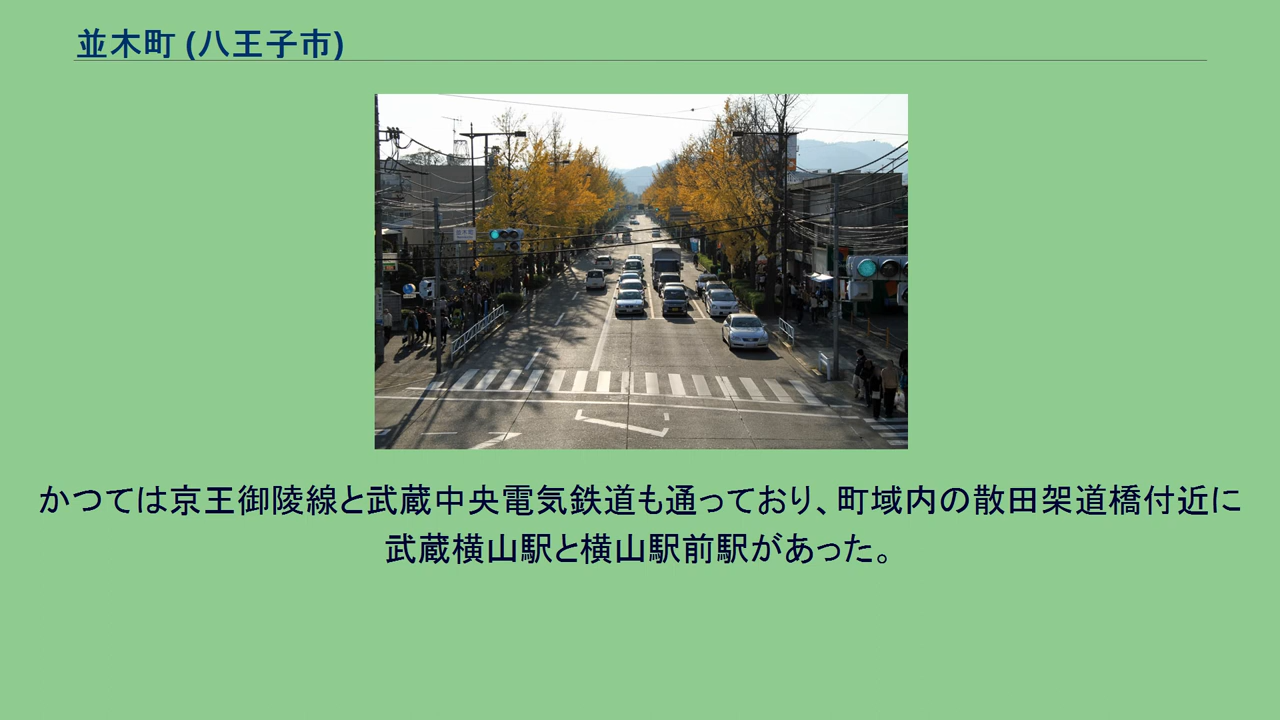 並木町 (八王子市)
かつては京王御陵線と武蔵中央電気鉄道も通っており、町域内の散田架道橋付近に
武蔵横山駅と横山駅前駅があった。